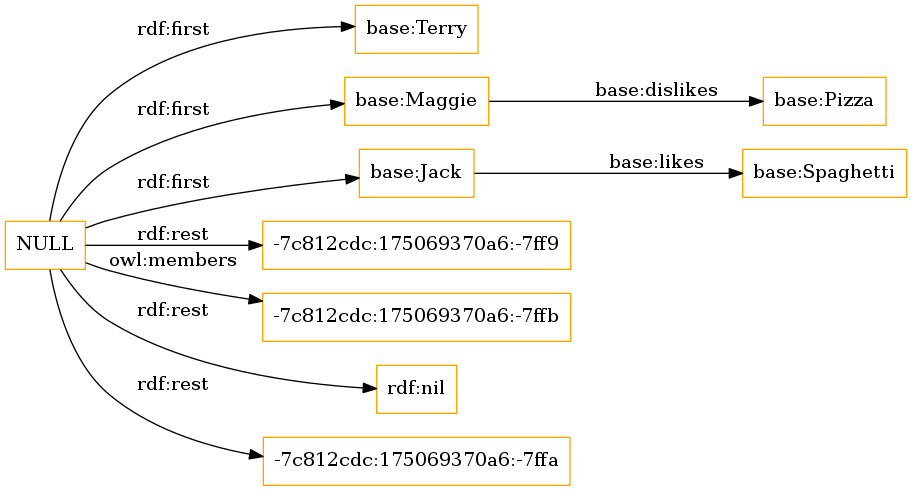 rdf:first
base:Terry
rdf:first
base:Maggie
base:dislikes
base:Pizza
rdf:first
base:Jack
base:likes
base:Spaghetti
NULL
rdf:rest
-7c812cdc:175069370a6:-7ff9
owl:members
-7c812cdc:175069370a6:-7ffb
rdf:rest
rdf:nil
rdf:rest
-7c812cdc:175069370a6:-7ffa